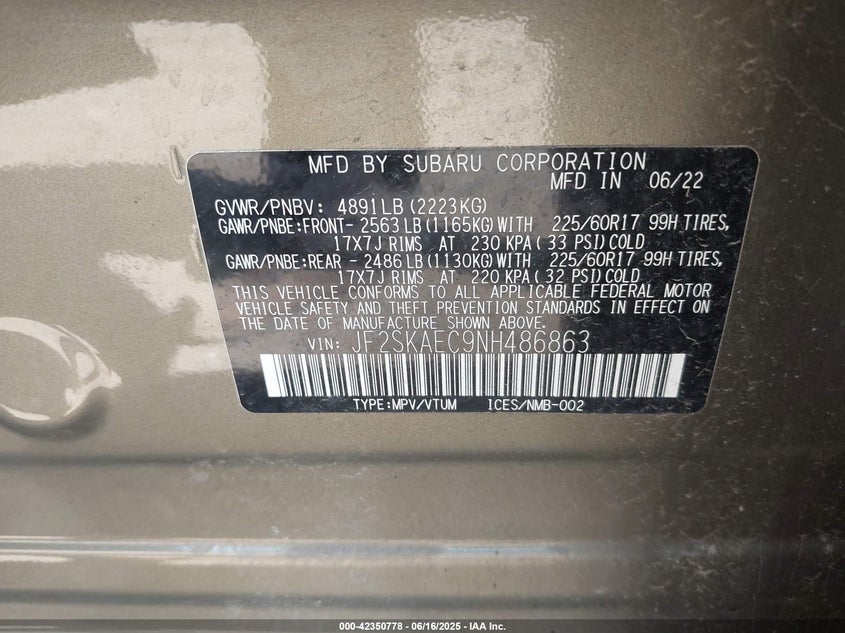 MFD BY SUBARU CORPORATION
MFD IN 06/22
GVWR/PNBV: 4891LB(2223KG)
GAWR/PNBE:FRONT- 2563LB(1165KG)WITH 225/60R17 99H TIRES,
17X7J RIMS AT 230 KPA( 33 PSI)COLD
GAWR/PNBE:REAR - 2486LB(1130KG)WITH 225/60R17 99H TIRES,
17X7J RIMS AT 220 KPA( 32 PSI)COLD
THIS VEHICLE CONFORMS TO ALL APPLICABLE FEDERAL MOTOR
VEHICLE SAFETY AND THEFT PREVENTION STANDARDS IN EFFECT ON
THE DATE OF MANUFACTURE SHOWN ABOVE.
VIN: JF2SKAEC9NH486863
TYPE:MPV/VTUM ICES/NMB-002
000-42350778 - 06/16/2025 - IAA Inc.